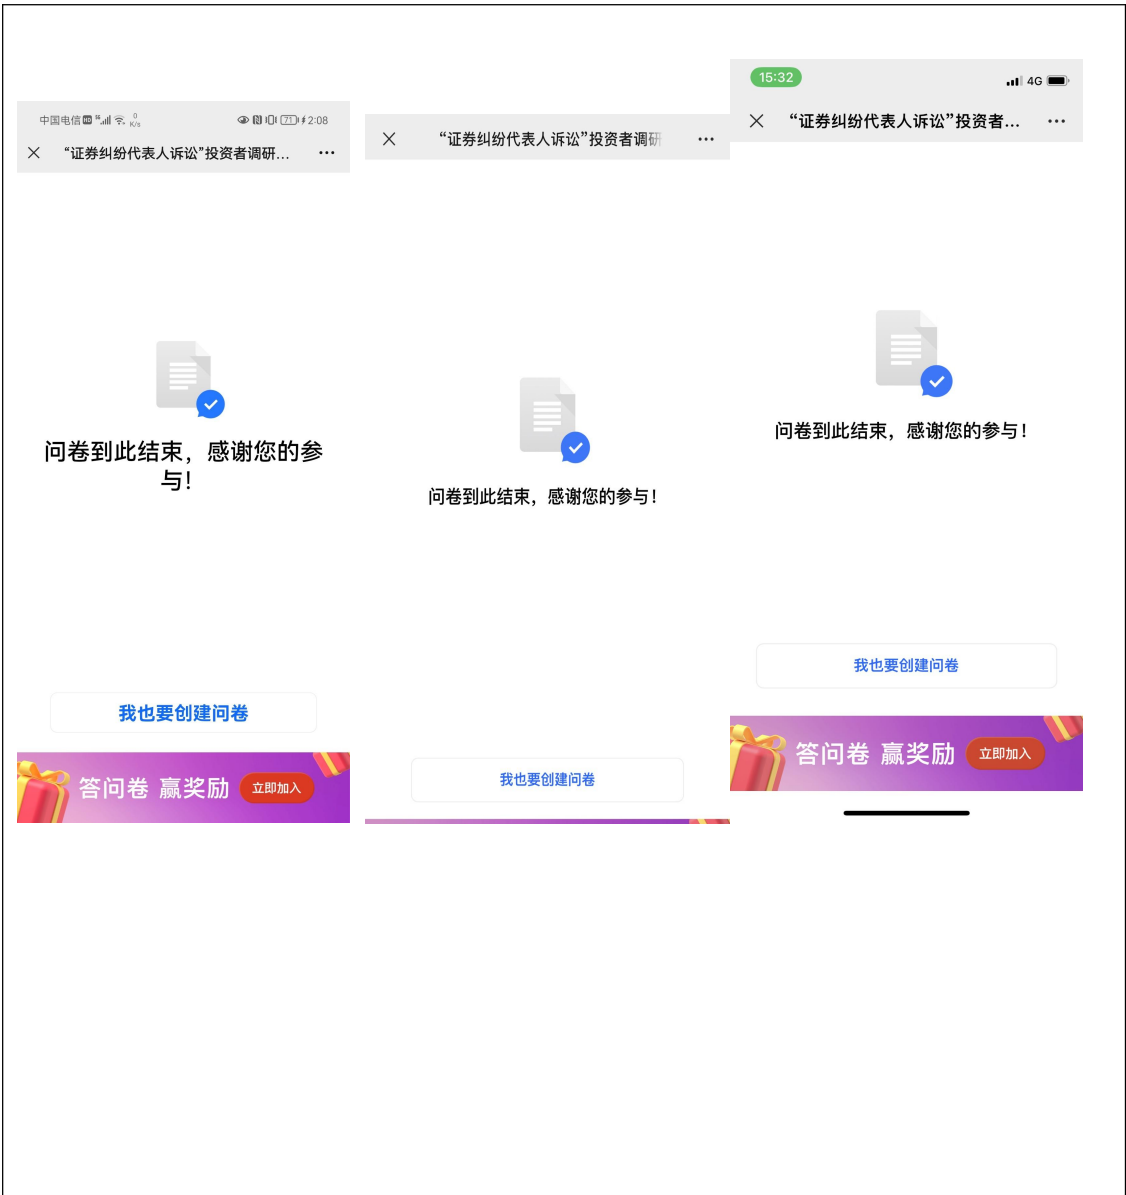 中国电信 HD 5G 0 K/s 71 2:08
“证券纠纷代表人诉讼”投资者调研...
问卷到此结束，感谢您的参
与！
我也要创建问卷
答问卷 赢奖励 立即加入
“证券纠纷代表人诉讼”投资者调研
问卷到此结束，感谢您的参与！
我也要创建问卷
15:32 4G
“证券纠纷代表人诉讼”投资者...
问卷到此结束，感谢您的参与！
我也要创建问卷
答问卷 赢奖励 立即加入